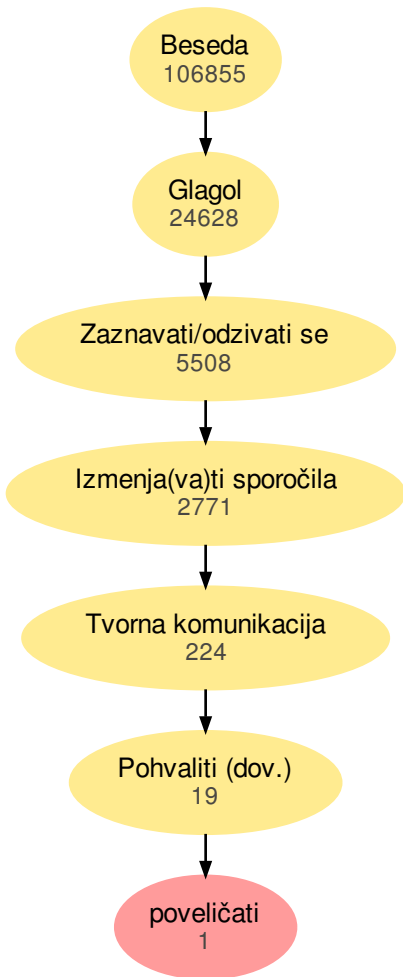 Beseda
106855
Glagol
24628
Zaznavati/odzivati se
5508
Izmenja(va)ti sporočila
2771
Tvorna komunikacija
224
Pohvaliti (dov.)
19
poveličati
1